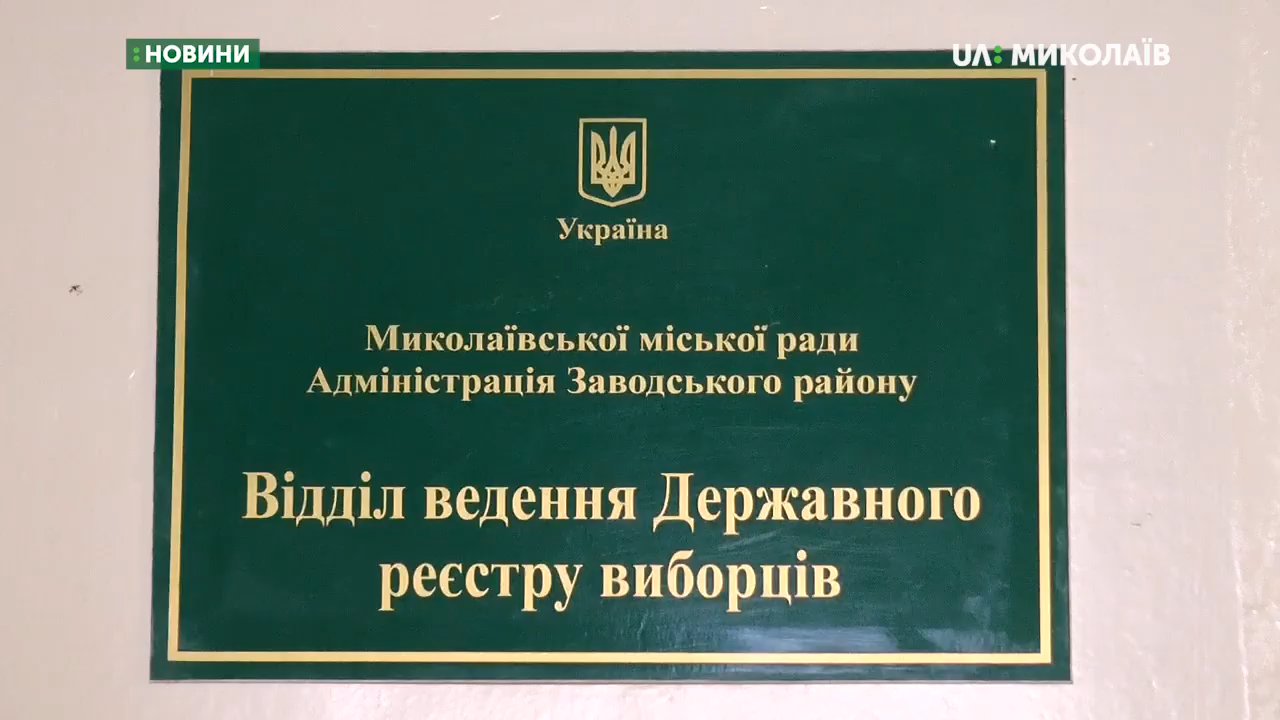 :НОВИНИ
UA: МИКОЛАЇВ
Україна
Миколаївської міської ради
Адміністрація Заводського району
Відділ ведення Державного
реєстру виборців